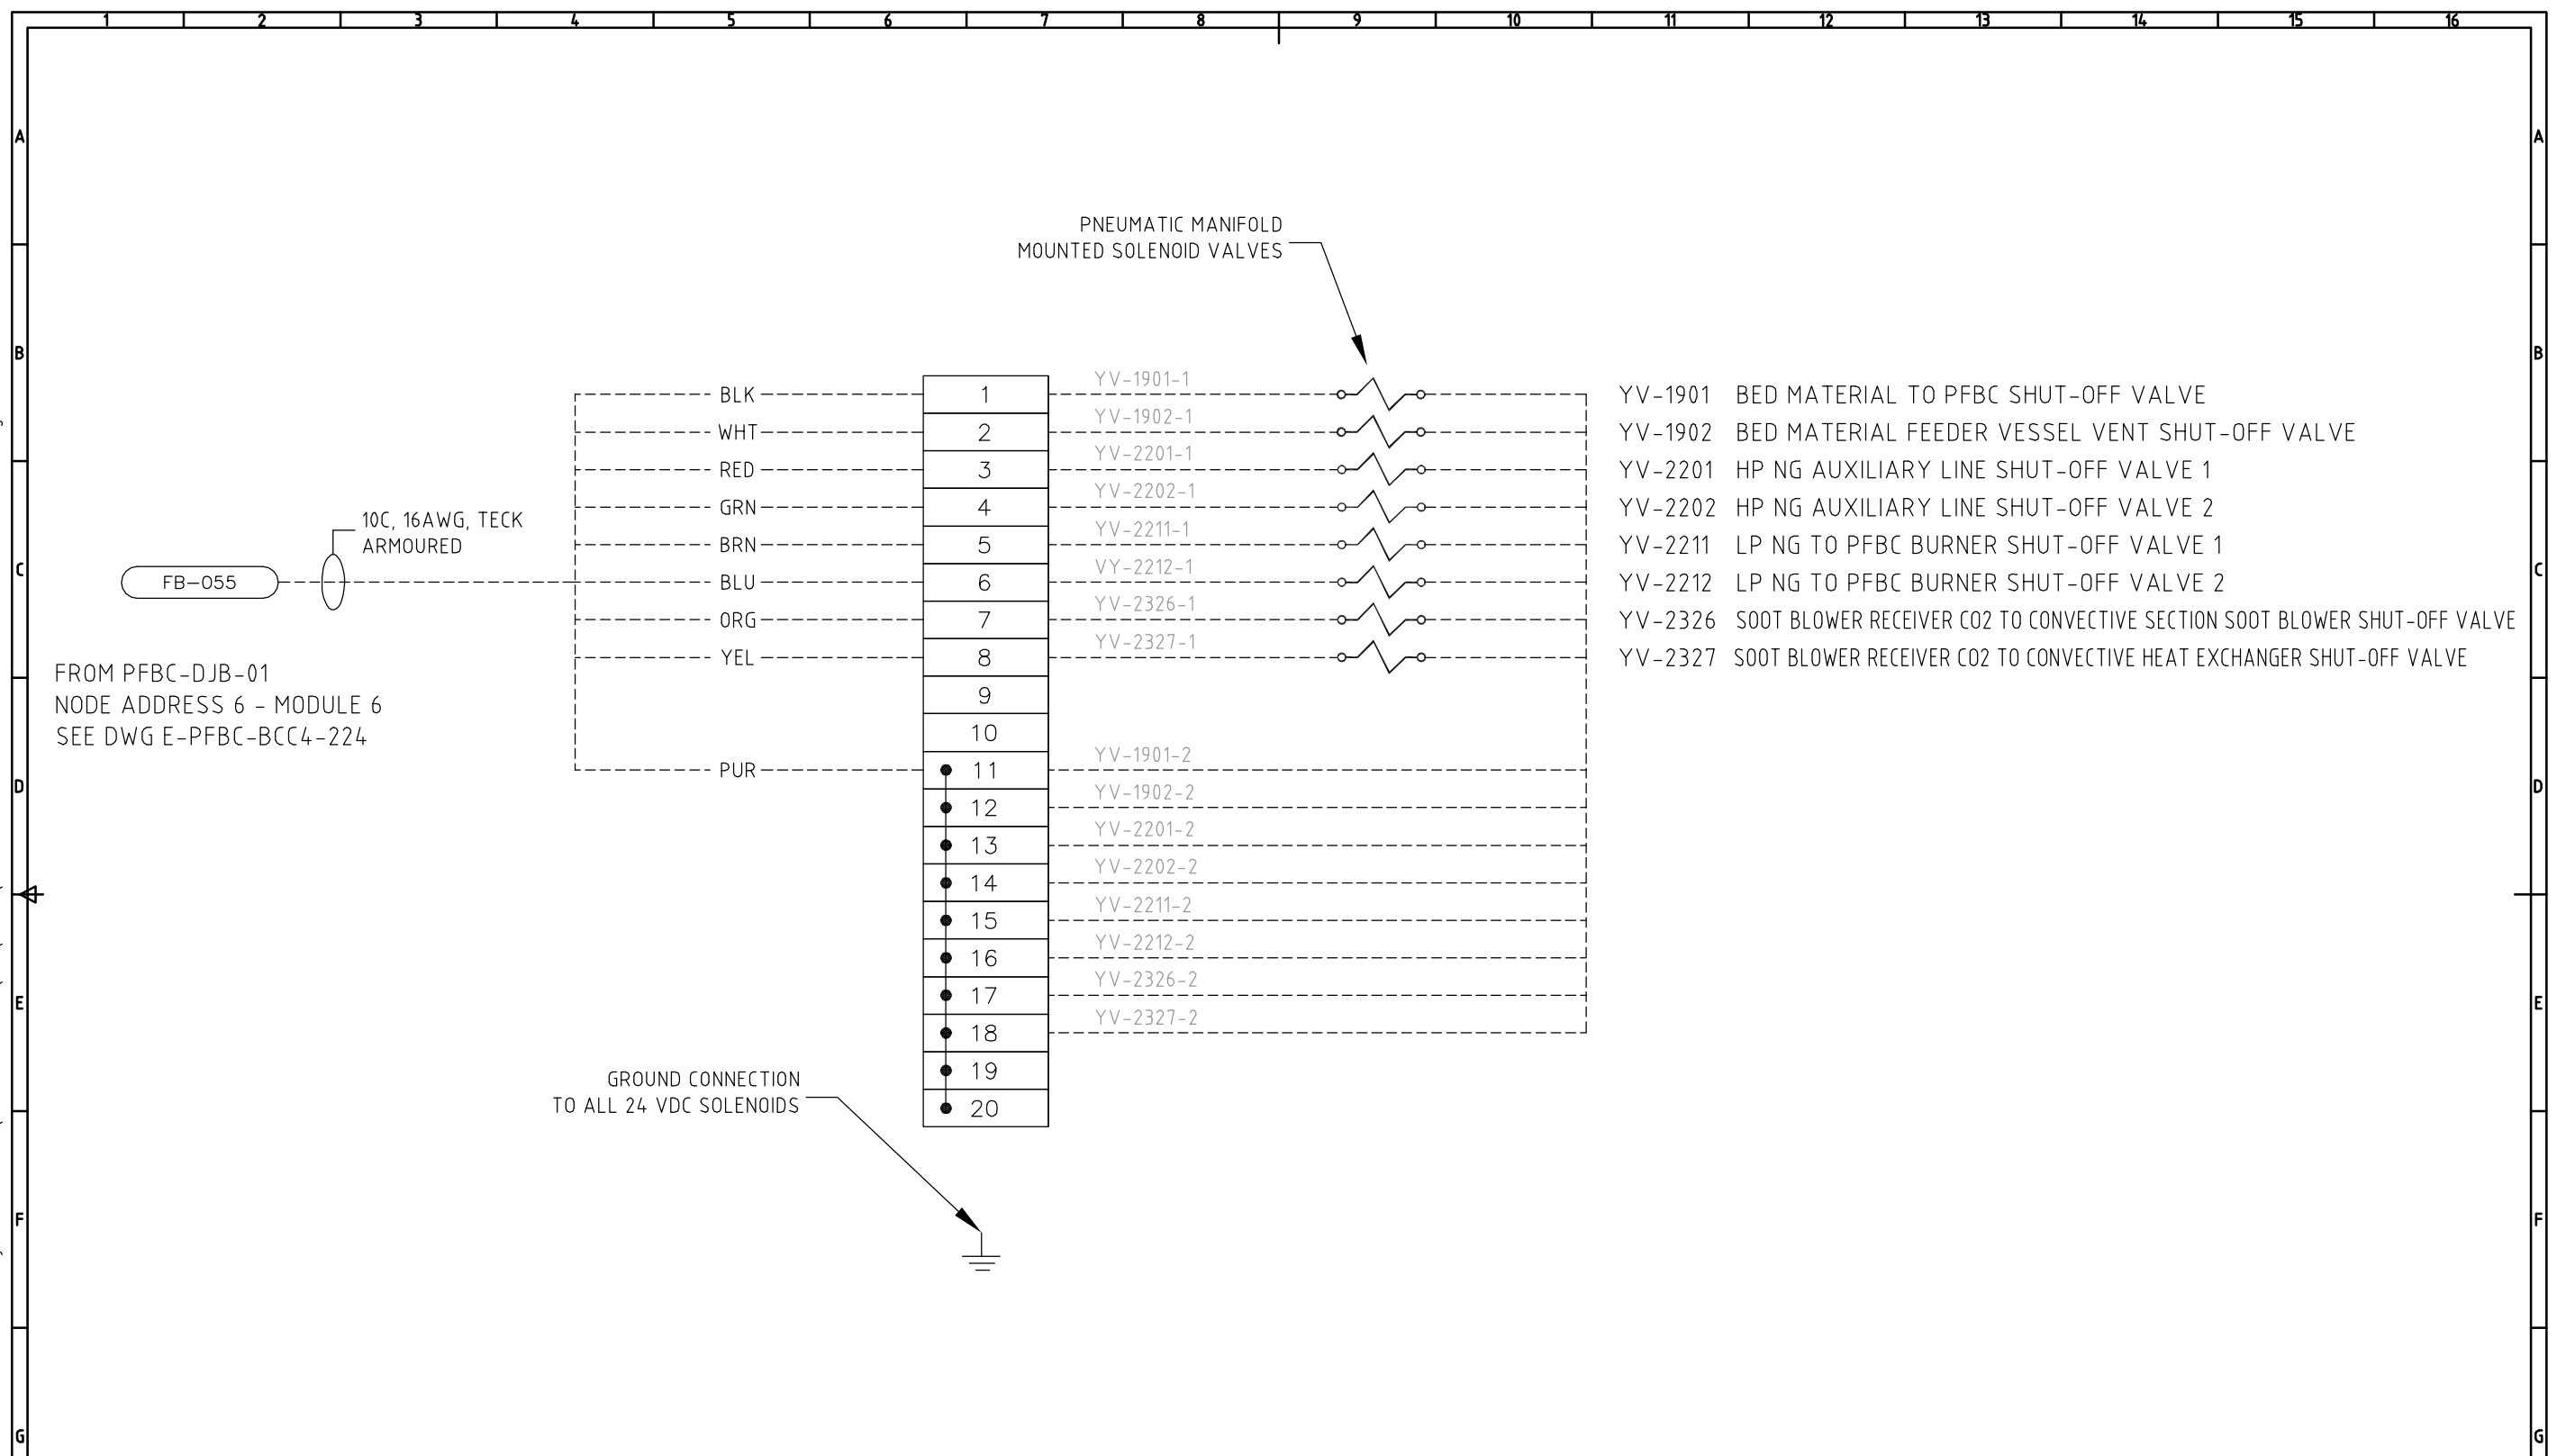 1 2 3 4 5 6 7 8 9 10 11 12 13 14 15 16
A A
PNEUMATIC MANIFOLD
MOUNTED SOLENOID VALVES
B B
BLK 1 YV-1901-1 YV-1901 BED MATERIAL TO PFBC SHUT-OFF VALVE
WHT 2 YV-1902-1 YV-1902 BED MATERIAL FEEDER VESSEL VENT SHUT-OFF VALVE
RED 3 YV-2201-1 YV-2201 HP NG AUXILIARY LINE SHUT-OFF VALVE 1
GRN 4 YV-2202-1 YV-2202 HP NG AUXILIARY LINE SHUT-OFF VALVE 2
10C, 16AWG, TECK
ARMOURED
BRN 5 YV-2211-1 YV-2211 LP NG TO PFBC BURNER SHUT-OFF VALVE 1
C C
FB-055 BLU 6 VY-2212-1 YV-2212 LP NG TO PFBC BURNER SHUT-OFF VALVE 2
ORG 7 YV-2326-1 YV-2326 SOOT BLOWER RECEIVER CO2 TO CONVECTIVE SECTION SOOT BLOWER SHUT-OFF VALVE
YEL 8 YV-2327-1 YV-2327 SOOT BLOWER RECEIVER CO2 TO CONVECTIVE HEAT EXCHANGER SHUT-OFF VALVE
FROM PFBC-DJB-01
NODE ADDRESS 6 - MODULE 6
SEE DWG E-PFBC-BCC4-224
9
10
PUR 11 YV-1901-2
D D
12 YV-1902-2
13 YV-2201-2
14 YV-2202-2
15 YV-2211-2
16 YV-2212-2
17 YV-2326-2
E E
18 YV-2327-2
19
20
GROUND CONNECTION
TO ALL 24 VDC SOLENOIDS
F F
G G